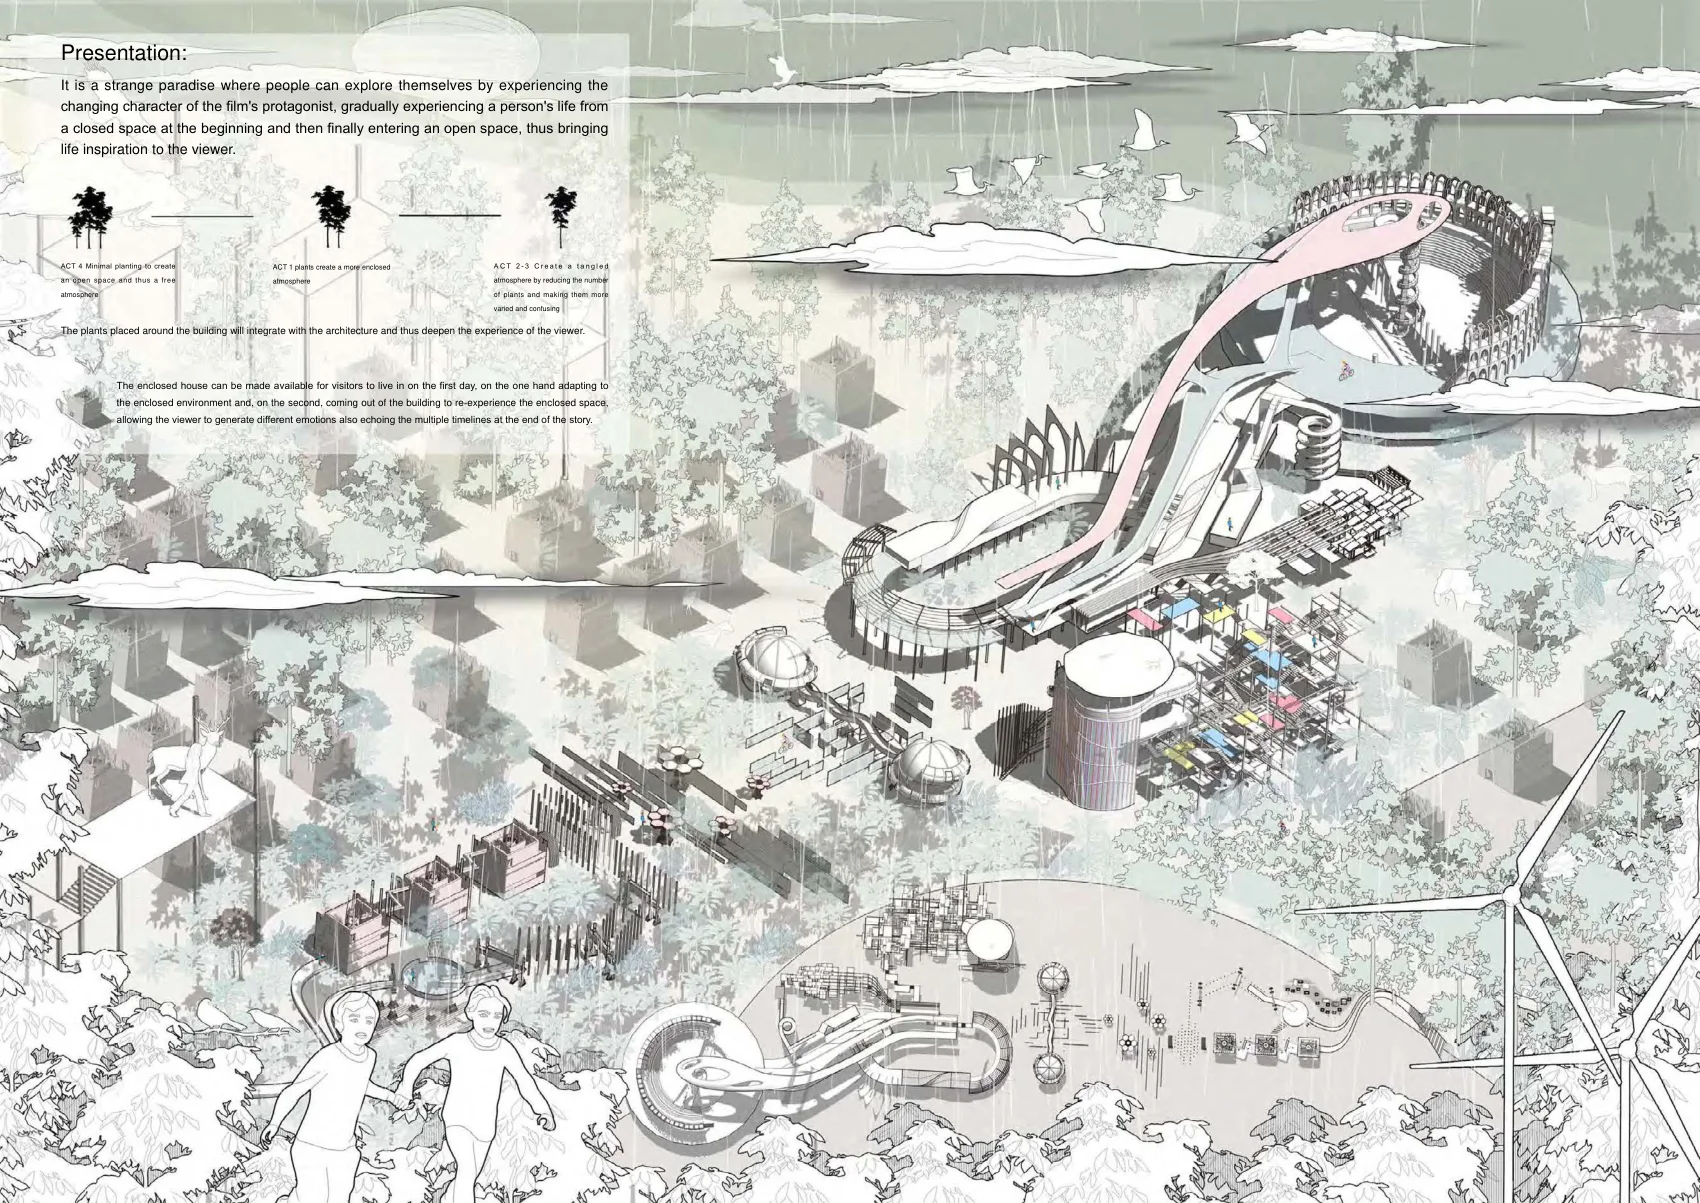 Presentation:
It is a strange paradise where people can explore themselves by experiencing the
changing character of the film's protagonist, gradually experiencing a person's life from
a closed space at the beginning and then finally entering an open space, thus bringing
life inspiration to the viewer.
ACT 4 Minimal planting to create
an open space and thus a free
atmosphere
ACT 1 plants create a more enclosed
atmosphere
ACT 2-3 Create a tangled
atmosphere by reducing the number
of plants and making them more
varied and confusing
The plants placed around the building will integrate with the architecture and thus deepen the experience of the viewer.
The enclosed house can be made available for visitors to live in on the first day, on the one hand adapting to
the enclosed environment and, on the second, coming out of the building to re-experience the enclosed space,
allowing the viewer to generate different emotions also echoing the multiple timelines at the end of the story.